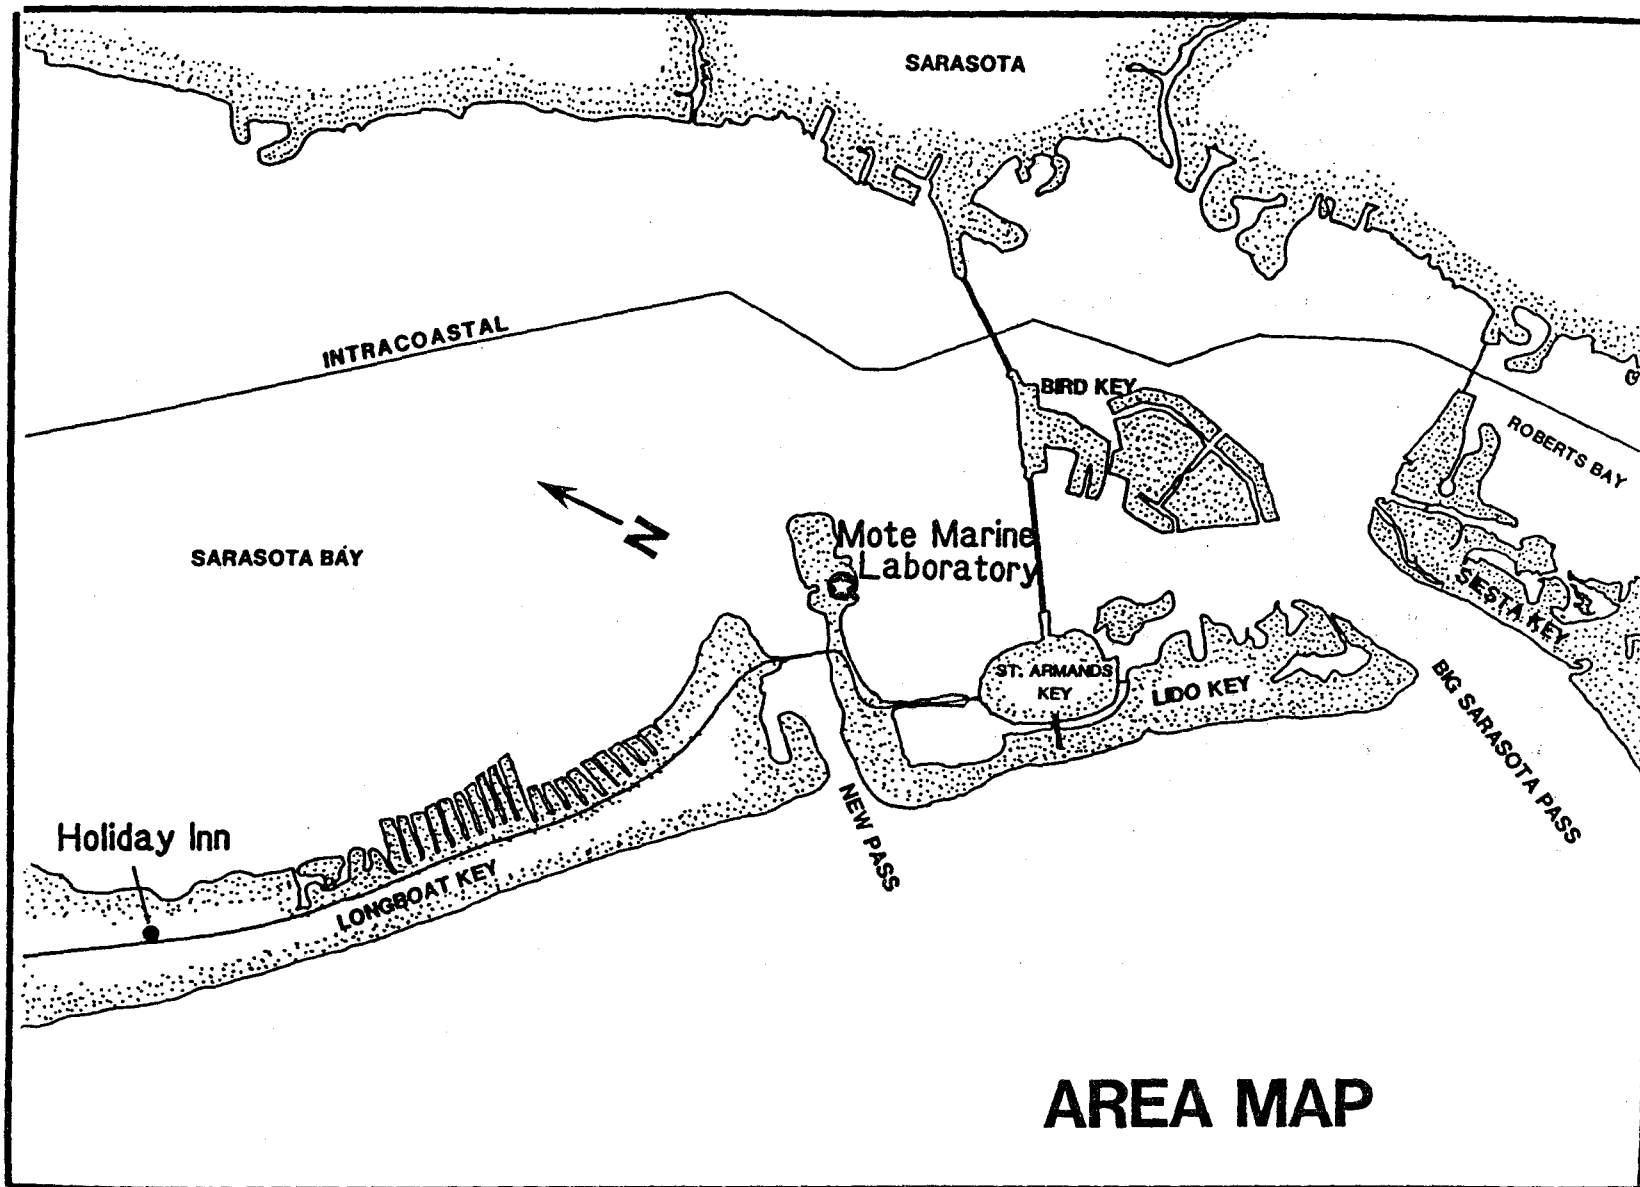 SARASOTA
INTRACOASTAL
BIRD KEY
ROBERTS BAY
N
SARASOTA BAY
Mote Marine
Laboratory
SIESTA KEY
ST. ARMANDS
KEY
LIDO KEY
BIG SARASOTA PASS
NEW PASS
Holiday Inn
LONGBOAT KEY
AREA MAP